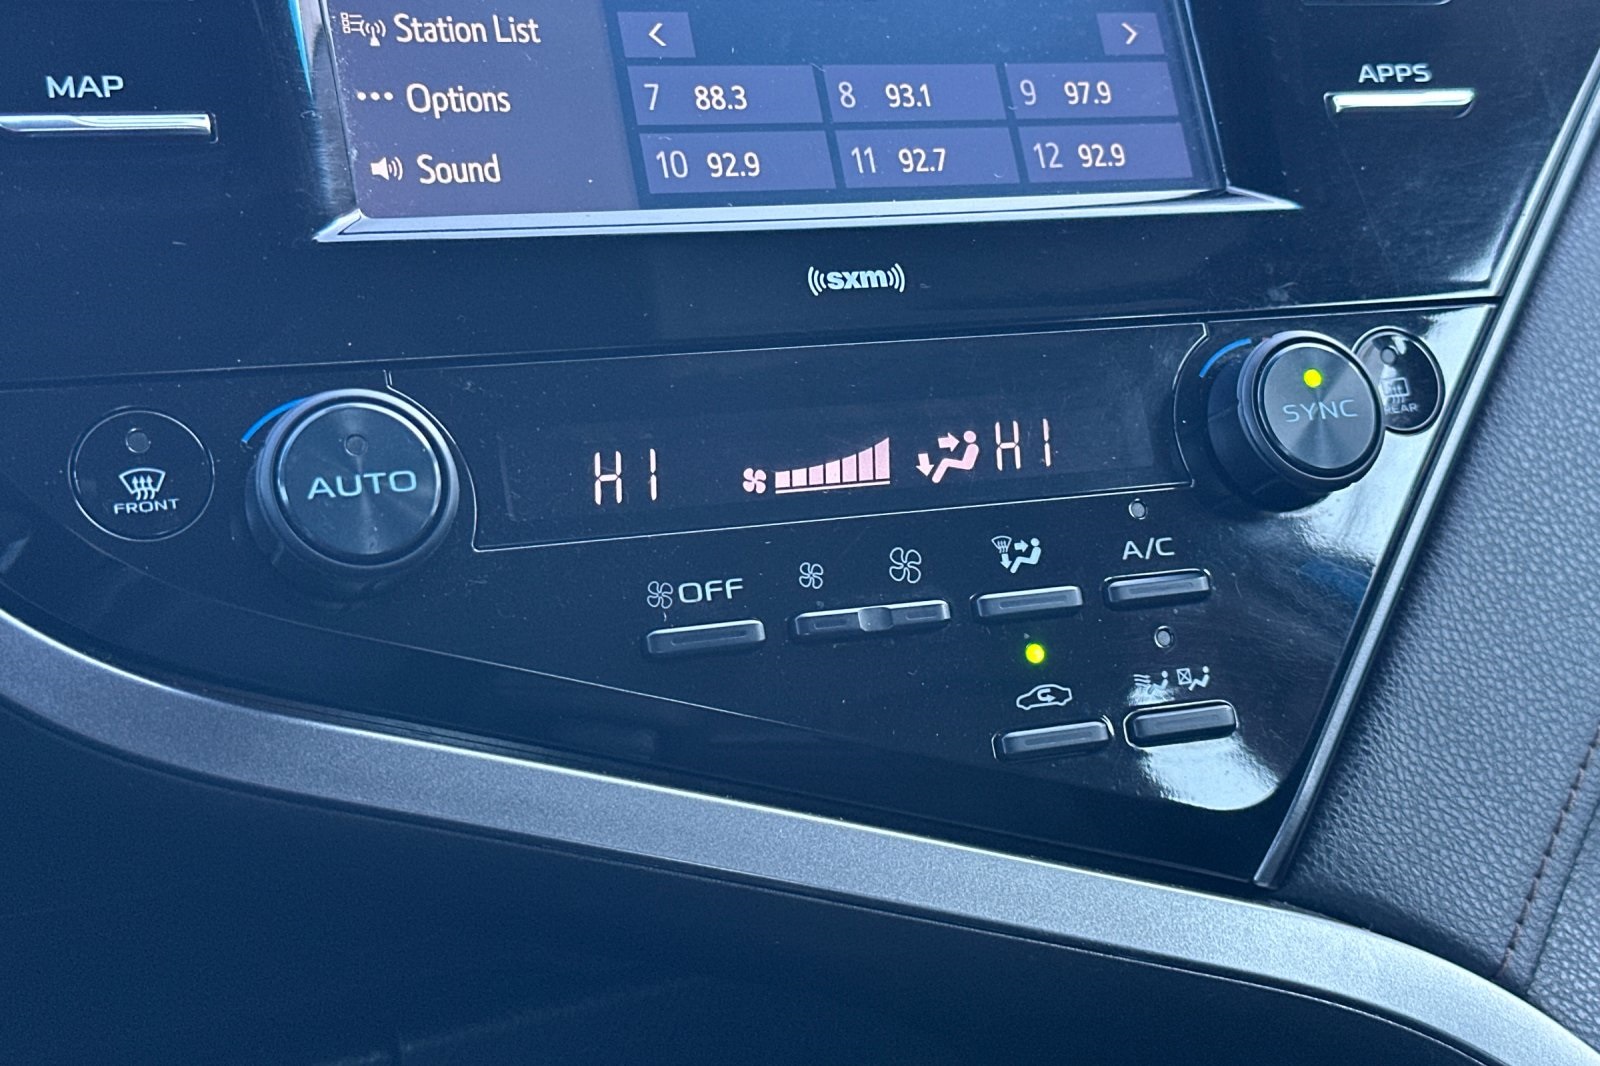 MAP
Station List
Options
Sound
7 88.3
8 93.1
9 97.9
10 92.9
11 92.7
12 92.9
APPS
sxm
FRONT
AUTO
HI
HI
SYNC
REAR
OFF
A/C